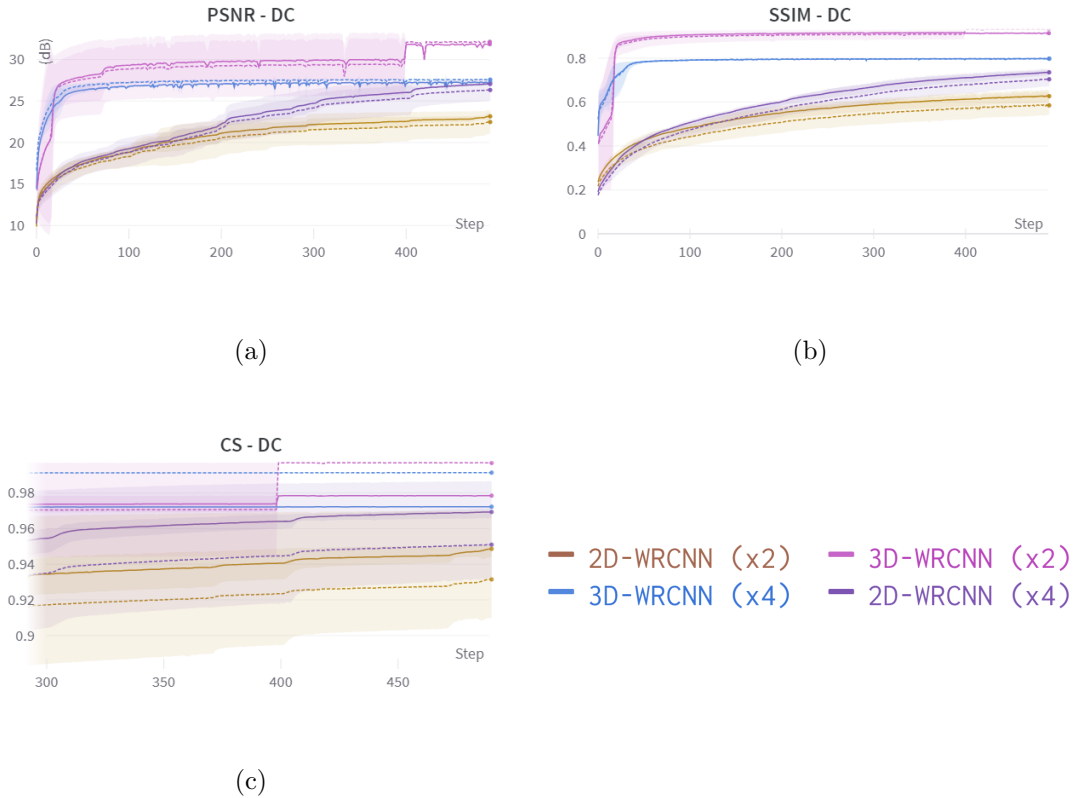 PSNR - DC
(dB)
30
25
20
15
10
Step
0 100 200 300 400
(a)
SSIM - DC
0.8
0.6
0.4
0.2
0
Step
0 100 200 300 400
(b)
CS - DC
0.98
0.96
0.94
0.92
0.9
Step
300 350 400 450
(c)
2D-WRCNN (x2) 3D-WRCNN (x2)
3D-WRCNN (x4) 2D-WRCNN (x4)